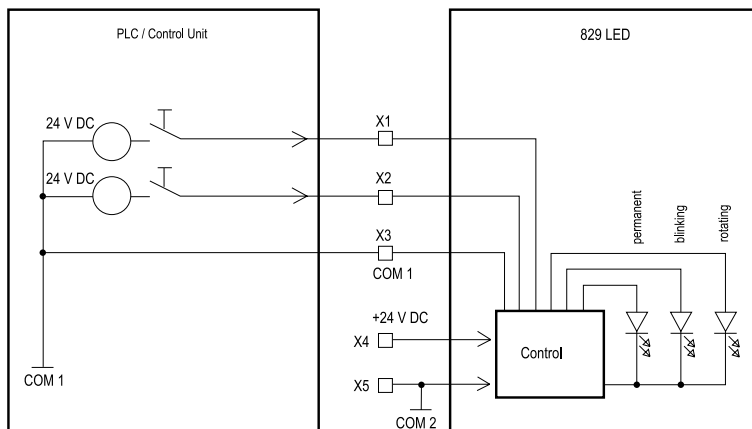 PLC / Control Unit
829 LED
24 V DC
X1
24 V DC
X2
X3
COM 1
permanent
blinking
rotating
+24 V DC
X4
Control
COM 1
X5
COM 2